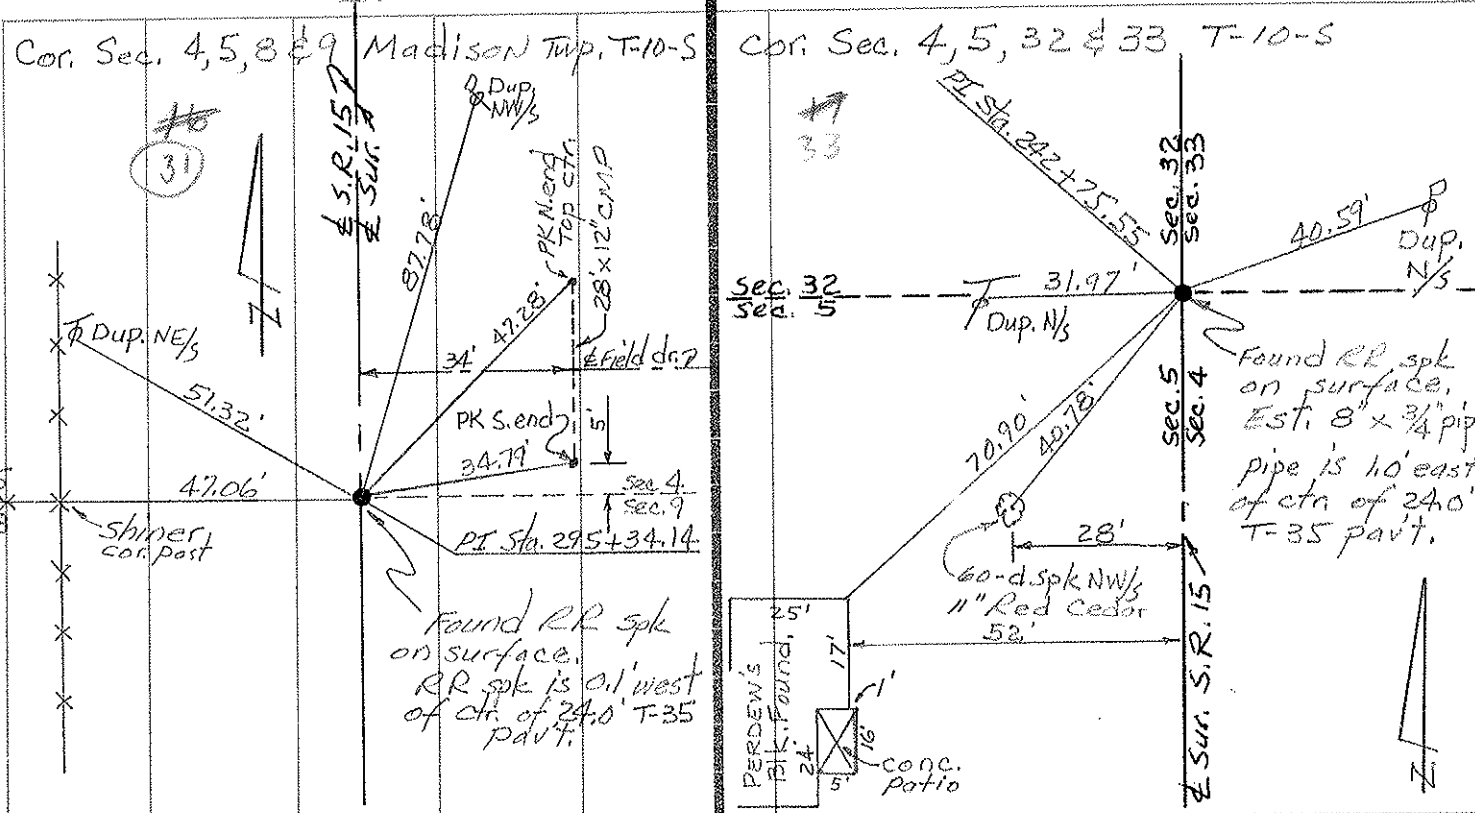 Cor. Sec. 4, 5, 8 & 9 Madison Twp. T-10-S
31
℄ S.R. 15
℄ Sur.
Dup.
NW/s
87.78'
PK N. end
Top ctr.
28' x 12" CMP
47.28'
34'
℄ Field dr.
Dup. NE/s
51.32'
PK S. end
5'
34.79'
47.06'
Sec. 4
Sec. 9
Shiner
cor. post
PI Sta. 295+34.14
Found RR spk
on surface.
RR spk is 0.1' west
of ctr. of 24.0' T-35
pav't.
Z
Cor. Sec. 4, 5, 32 & 33 T-10-S
33
PI Sta. 242+75.55
Sec. 32
Sec. 33
40.59'
Dup.
N/s
Sec. 32
Sec. 5
31.97'
Dup. N/s
Sec. 5
Sec. 4
Found RR spk
on surface.
Est. 8" x 3/4" pip
pipe is 1.0' east
of ctr. of 24.0'
T-35 pav't.
70.90'
40.78'
28'
60-d spk NW/s
11" Red Cedar
52'
25'
17'
PERDEW'S
Blk. Pound.
1'
24'
16'
5'
conc.
patio
℄ Sur. S.R. 15
Z